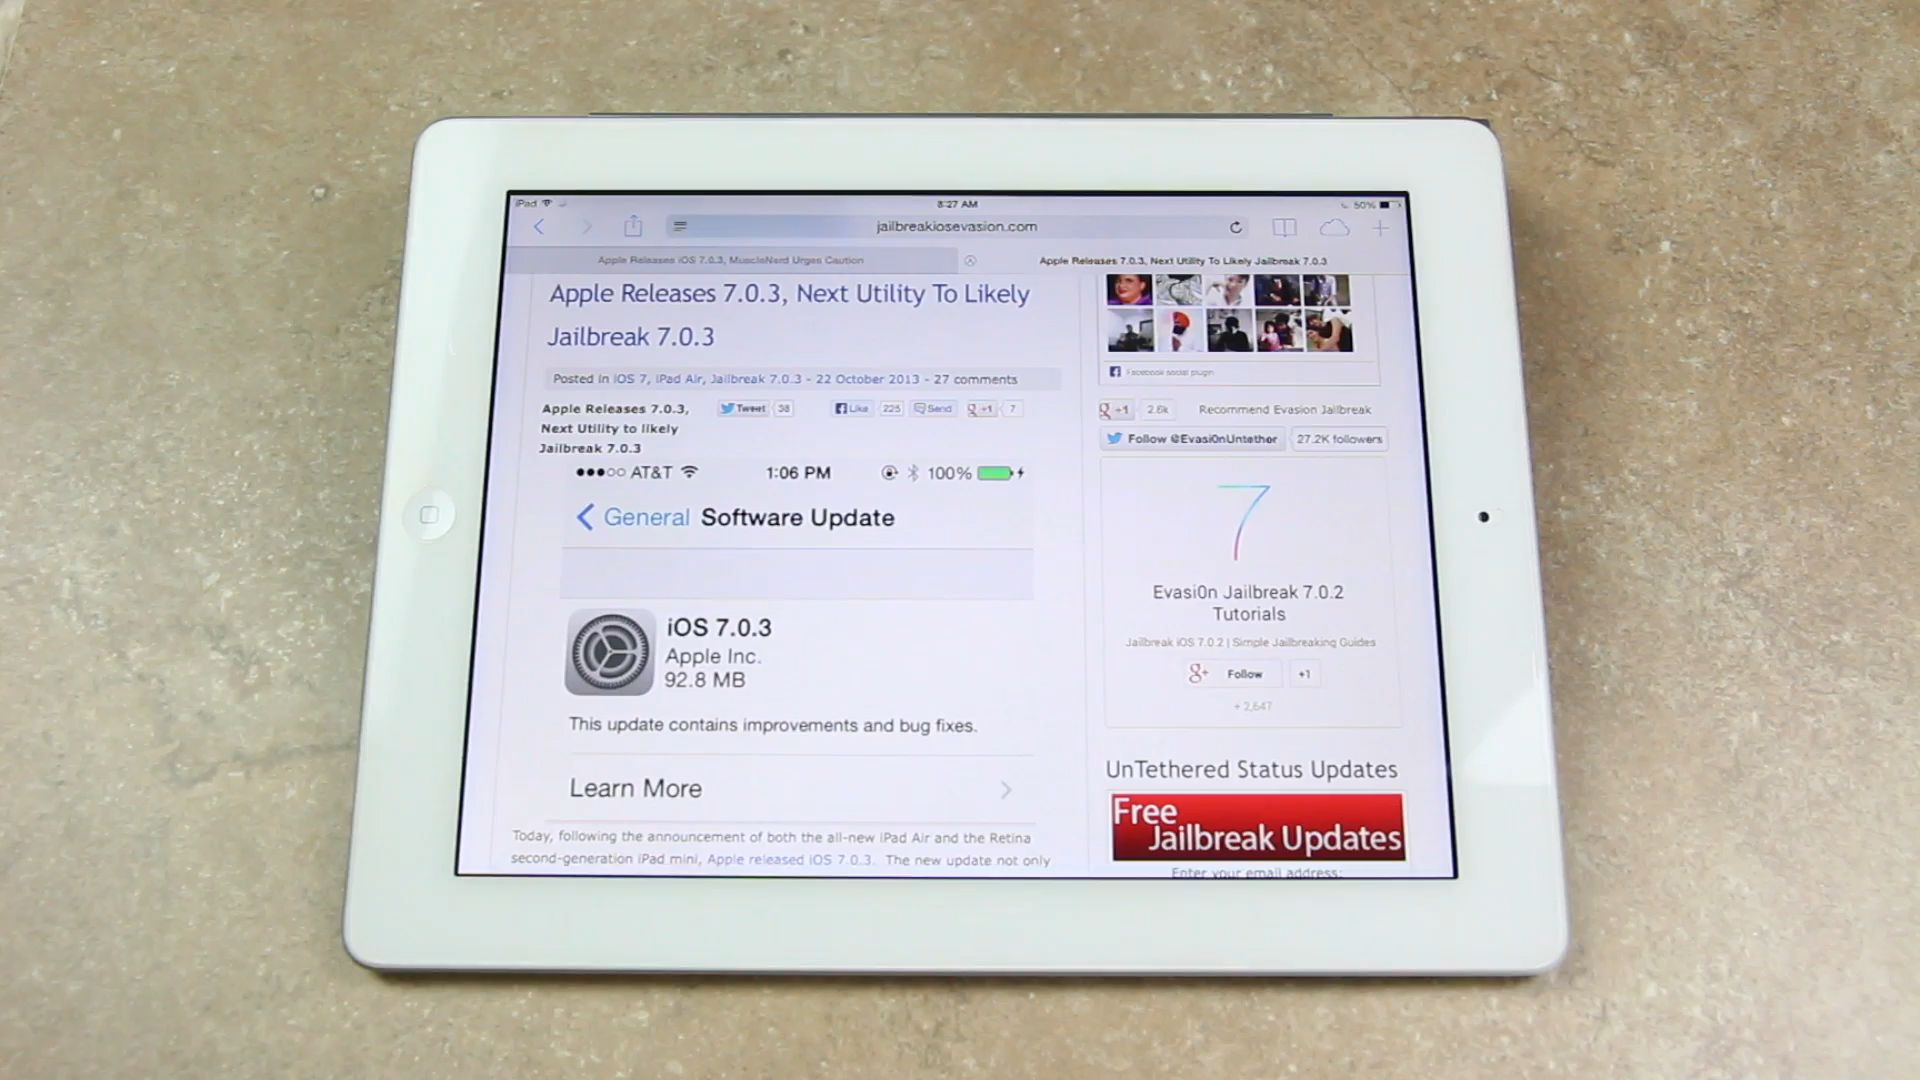 iPad
8:27 AM
50%
jailbreakiosevasion.com
Apple Releases iOS 7.0.3, MuscleNerd Urges Caution
Apple Releases 7.0.3, Next Utility To Likely Jailbreak 7.0.3
Apple Releases 7.0.3, Next Utility To Likely
Jailbreak 7.0.3
Posted In iOS 7, iPad Air, Jailbreak 7.0.3 - 22 October 2013 - 27 comments
Apple Releases 7.0.3,
Next Utility to likely
Jailbreak 7.0.3
Tweet 38
Like 225 Send +1 7
AT&T 1:06 PM 100%
General Software Update
iOS 7.0.3
Apple Inc.
92.8 MB
This update contains improvements and bug fixes.
Learn More
Today, following the announcement of both the all-new iPad Air and the Retina
second-generation iPad mini, Apple released iOS 7.0.3. The new update not only
Facebook social plugin
g +1 2.6k Recommend Evasion Jailbreak
Follow @Evasi0nUntether 27.2K followers
7
Evasi0n Jailbreak 7.0.2
Tutorials
Jailbreak iOS 7.0.2 | Simple Jailbreaking Guides
g+ Follow +1
+ 2,647
UnTethered Status Updates
Free
Jailbreak Updates
Enter your email address: